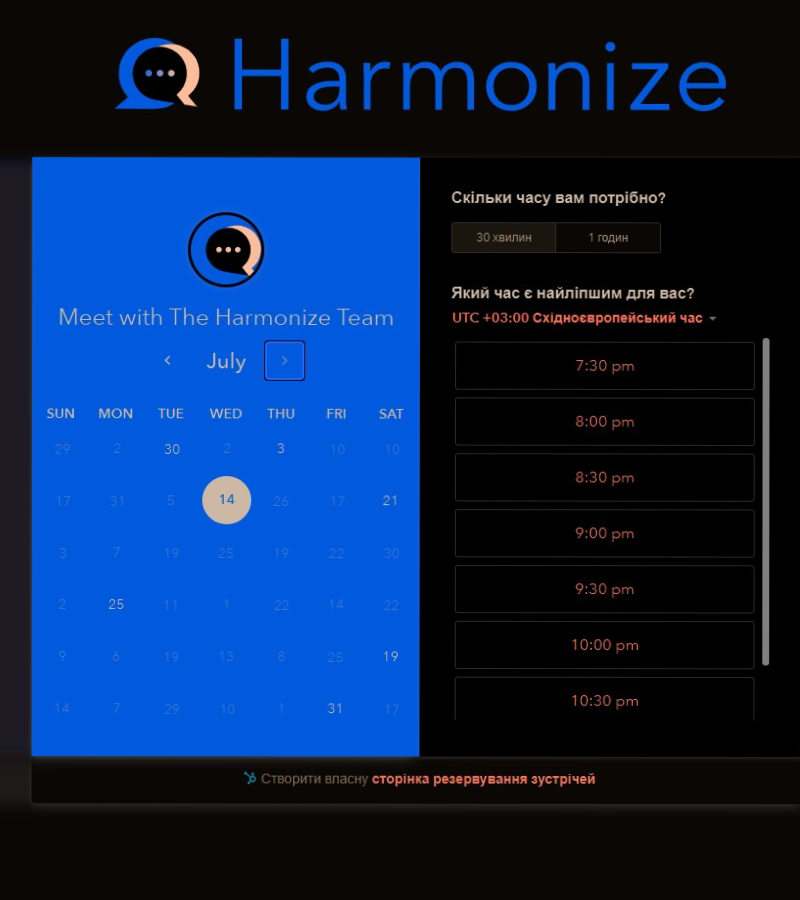 Harmonize
Meet with The Harmonize Team
July
SUN MON TUE WED THU FRI SAT
29 2 30 2 3 10 10
17 31 5 14 26 17 21
3 7 19 25 19 22 30
2 25 11 1 22 14 22
9 6 19 13 8 25 19
14 7 29 10 1 31 17
Скільки часу вам потрібно?
30 хвилин 1 годин
Який час є найліпшим для вас?
UTC +03:00 Східноєвропейський час
7:30 pm
8:00 pm
8:30 pm
9:00 pm
9:30 pm
10:00 pm
10:30 pm
Створити власну сторінка резервування зустрічей